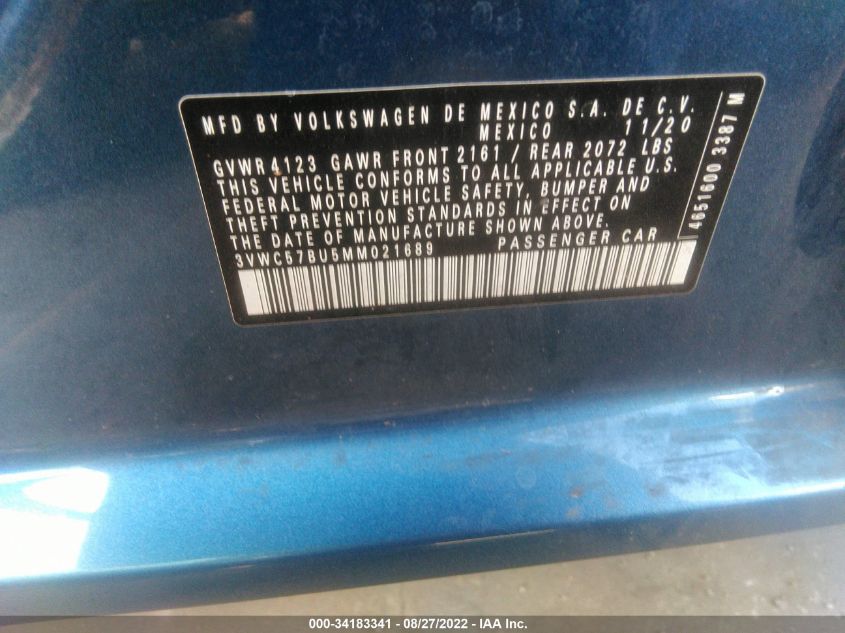 MFD BY VOLKSWAGEN DE MEXICO S.A. DE C.V.
MEXICO 11/20
GVWR 4123 GAWR FRONT 2161 / REAR 2072 LBS
THIS VEHICLE CONFORMS TO ALL APPLICABLE U.S.
FEDERAL MOTOR VEHICLE SAFETY, BUMPER AND
THEFT PREVENTION STANDARDS IN EFFECT ON
THE DATE OF MANUFACTURE SHOWN ABOVE.
3VWC57BU5MM021689 PASSENGER CAR
4651600 3387 M
000-34183341 - 08/27/2022 - IAA Inc.